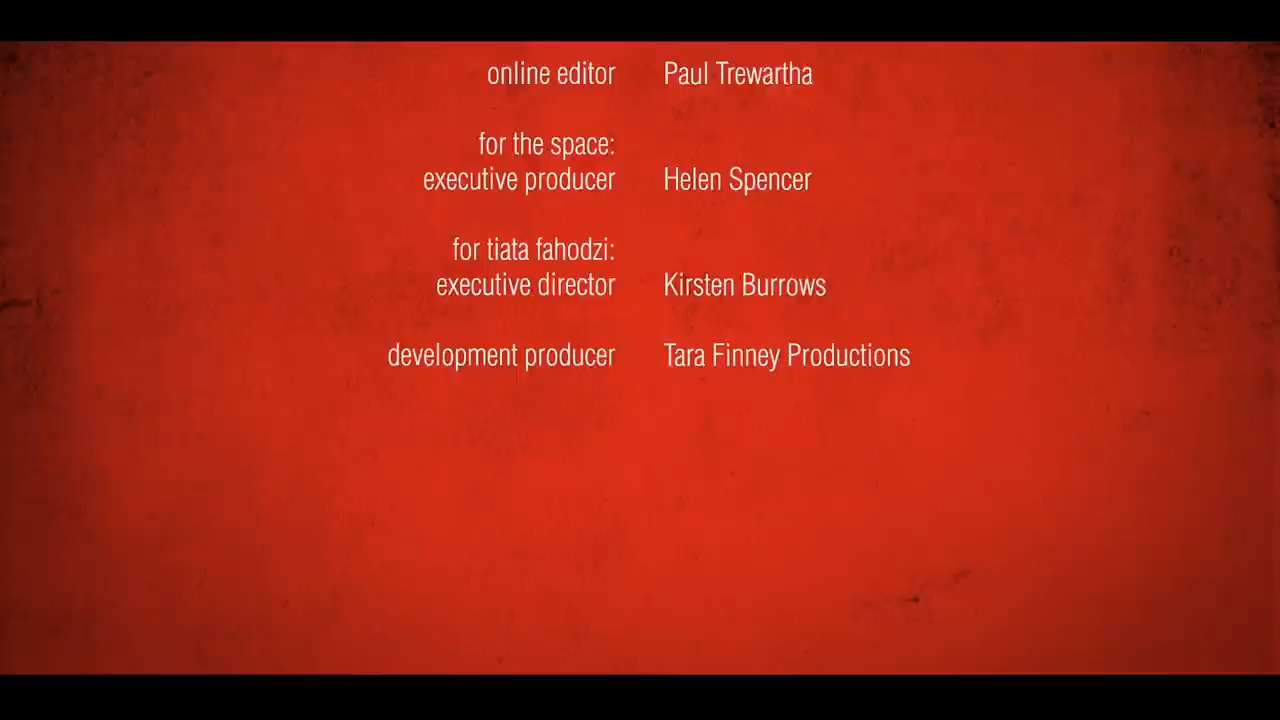 online editor Paul Trewartha
for the space:
executive producer Helen Spencer
for tiata fahodzi:
executive director Kirsten Burrows
development producer Tara Finney Productions